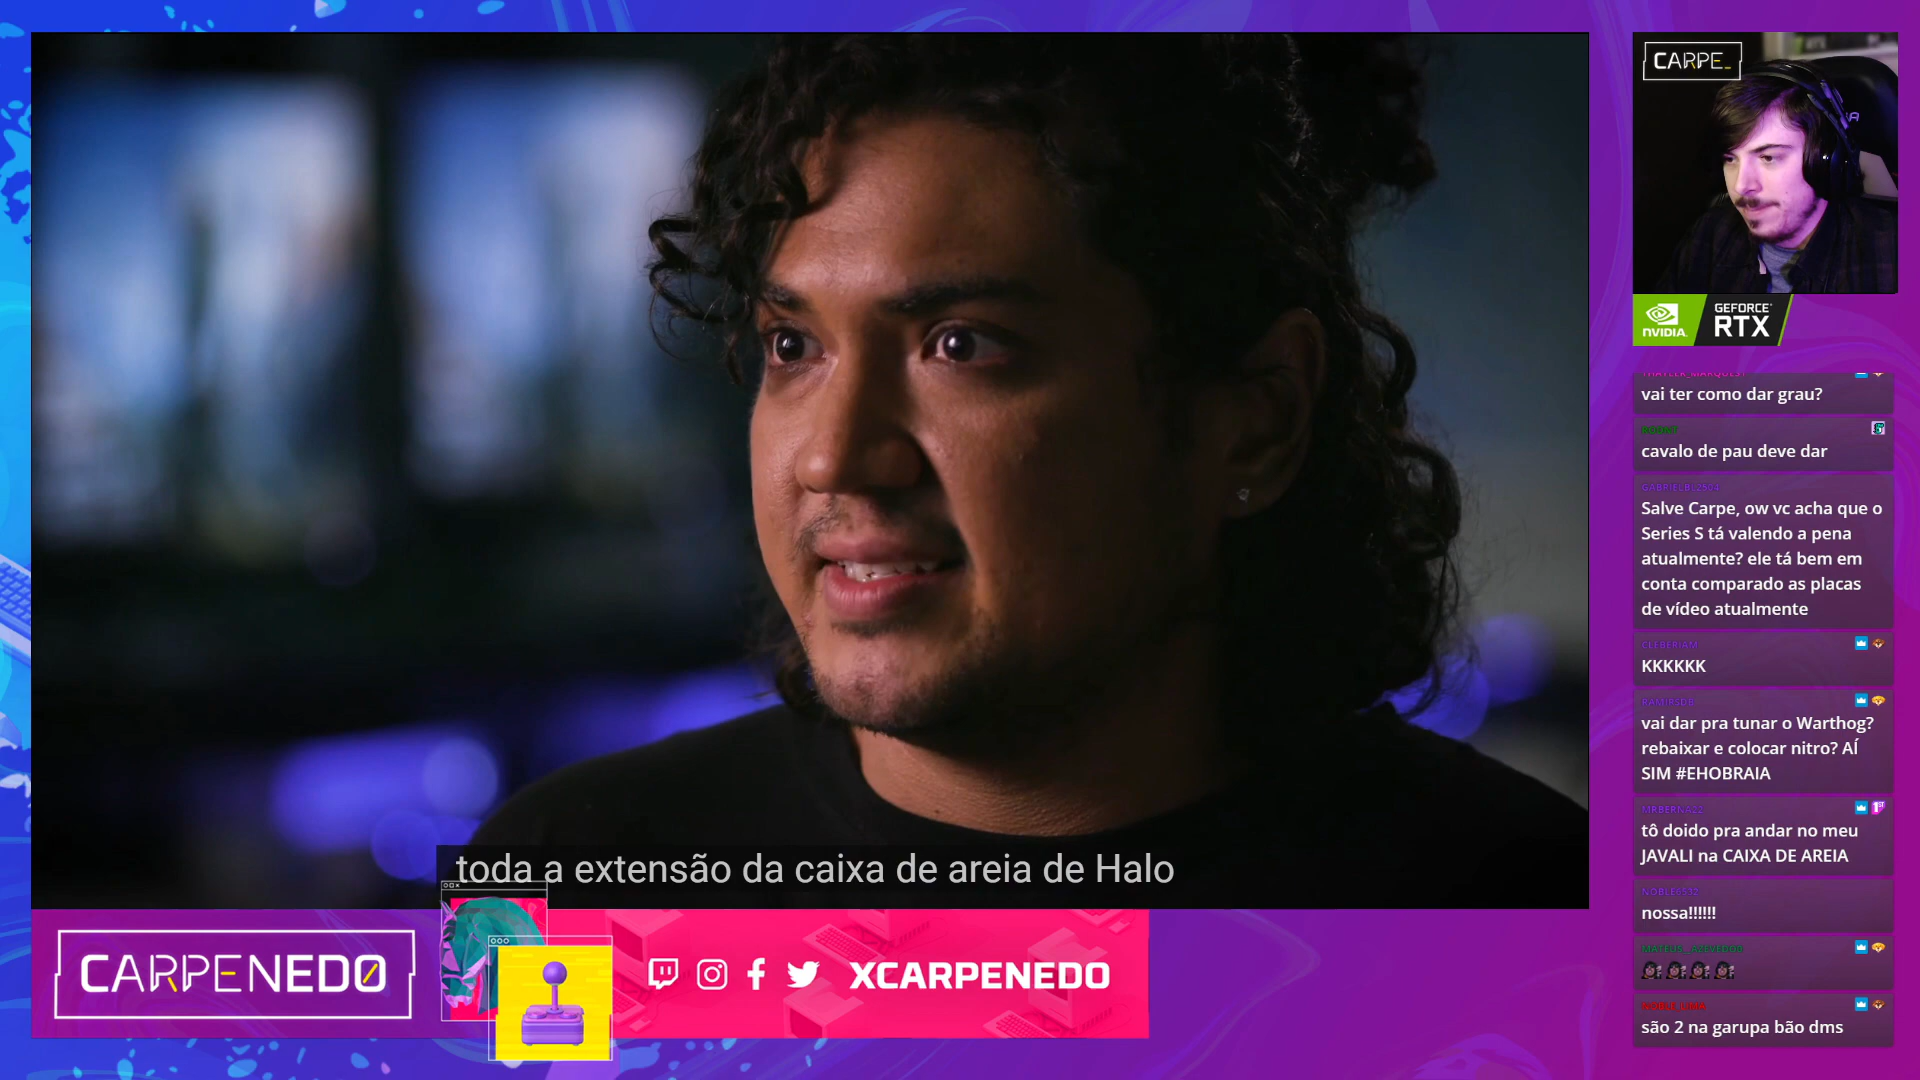 CARPE_
NVIDIA.
GEFORCE
RTX
vai ter como dar grau?
cavalo de pau deve dar
Salve Carpe, ow vc acha que o
Series S tá valendo a pena
atualmente? ele tá bem em
conta comparado as placas
de vídeo atualmente
CLEBERIAM
KKKKKK
vai dar pra tunar o Warthog?
rebaixar e colocar nitro? AÍ
SIM #EHOBRAIA
MRBERNA22
tô doido pra andar no meu
JAVALI na CAIXA DE AREIA
NOBLE6532
nossa!!!!!!
são 2 na garupa bão dms
toda a extensão da caixa de areia de Halo
CARPENEDO
XCARPENEDO